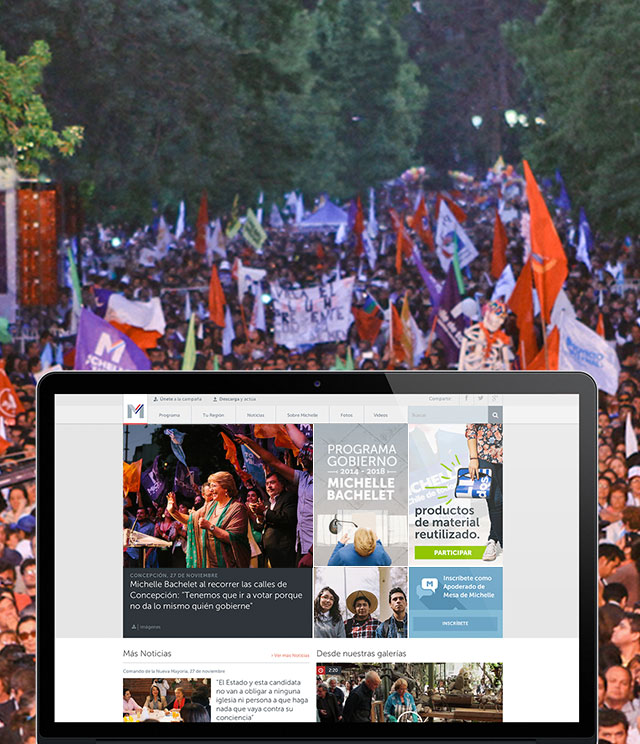 CHELLE
M
Únete a la campaña
Descarga y actúa
Compartir
f
Programa
Tu Región
Noticias
Sobre Michelle
Fotos
Videos
Buscar
PROGRAMA
GOBIERNO
2014 - 2018
MICHELLE
BACHELET
productos
de material
reutilizado.
PARTICIPAR
CONCEPCIÓN, 27 DE NOVIEMBRE
Michelle Bachelet al recorrer las calles de
Concepción: "Tenemos que ir a votar porque
no da lo mismo quién gobierne"
Imágenes
Inscríbete como
Apoderado de
Mesa de Michelle
INSCRÍBETE
Más Noticias
> Ver más Noticias
Desde nuestras galerías
Comando de la Nueva Mayoría, 27 de noviembre
"El Estado y esta candidata
no van a obligar a ninguna
iglesia ni persona a que haga
nada que vaya contra su
conciencia"
2:20